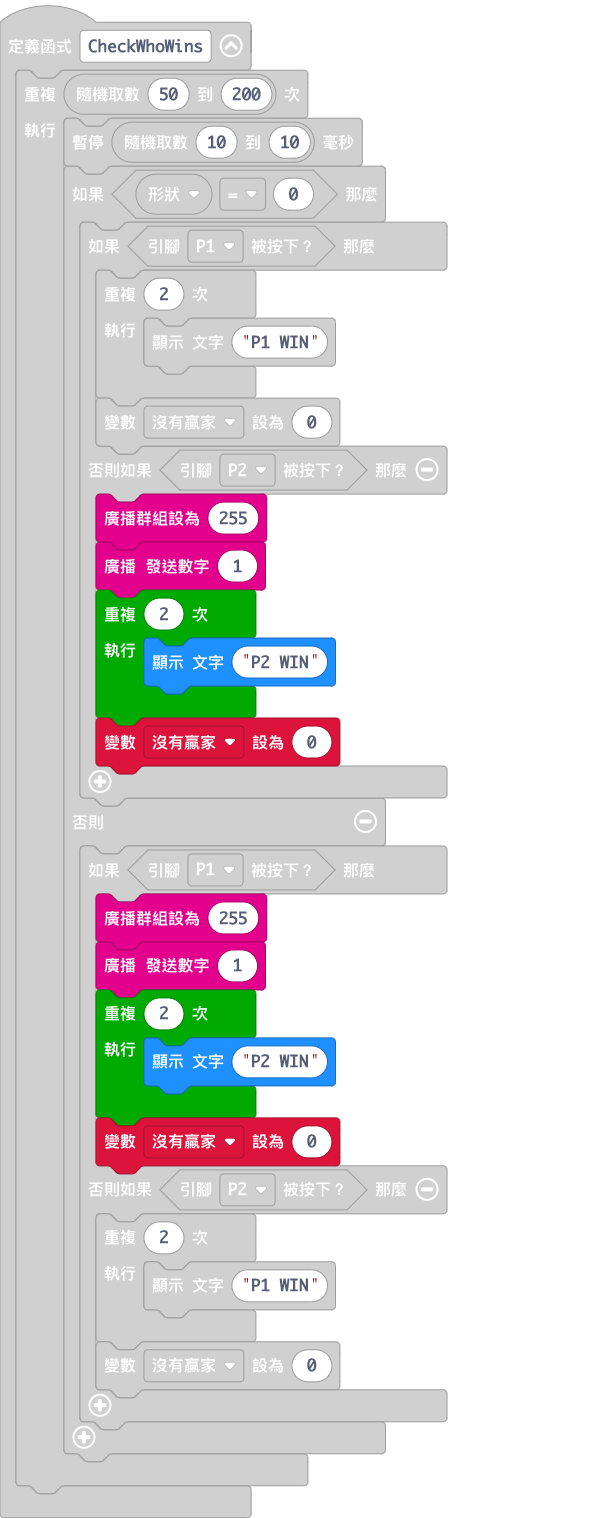 定義函式 CheckWhoWins
重複 隨機取數 50 到 200 次
執行
暫停 隨機取數 10 到 10 毫秒
如果 形狀 = 0 那麼
如果 引腳 P1 被按下？ 那麼
重複 2 次
執行
顯示 文字 "P1 WIN"
變數 沒有贏家 設為 0
否則如果 引腳 P2 被按下？ 那麼
廣播群組設為 255
廣播 發送數字 1
重複 2 次
執行
顯示 文字 "P2 WIN"
變數 沒有贏家 設為 0
否則
如果 引腳 P1 被按下？ 那麼
廣播群組設為 255
廣播 發送數字 1
重複 2 次
執行
顯示 文字 "P2 WIN"
變數 沒有贏家 設為 0
否則如果 引腳 P2 被按下？ 那麼
重複 2 次
執行
顯示 文字 "P1 WIN"
變數 沒有贏家 設為 0